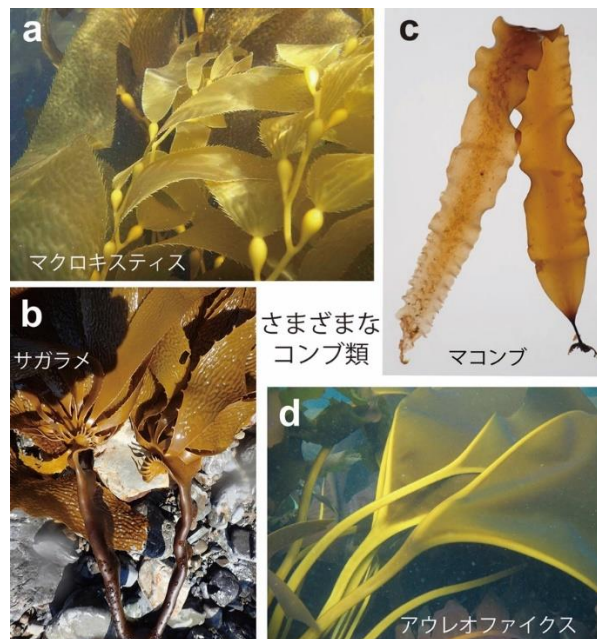 a
マクロキスティス
b
サガラメ
さまざまな
コンブ類
c
マコンブ
d
アウレオファイクス